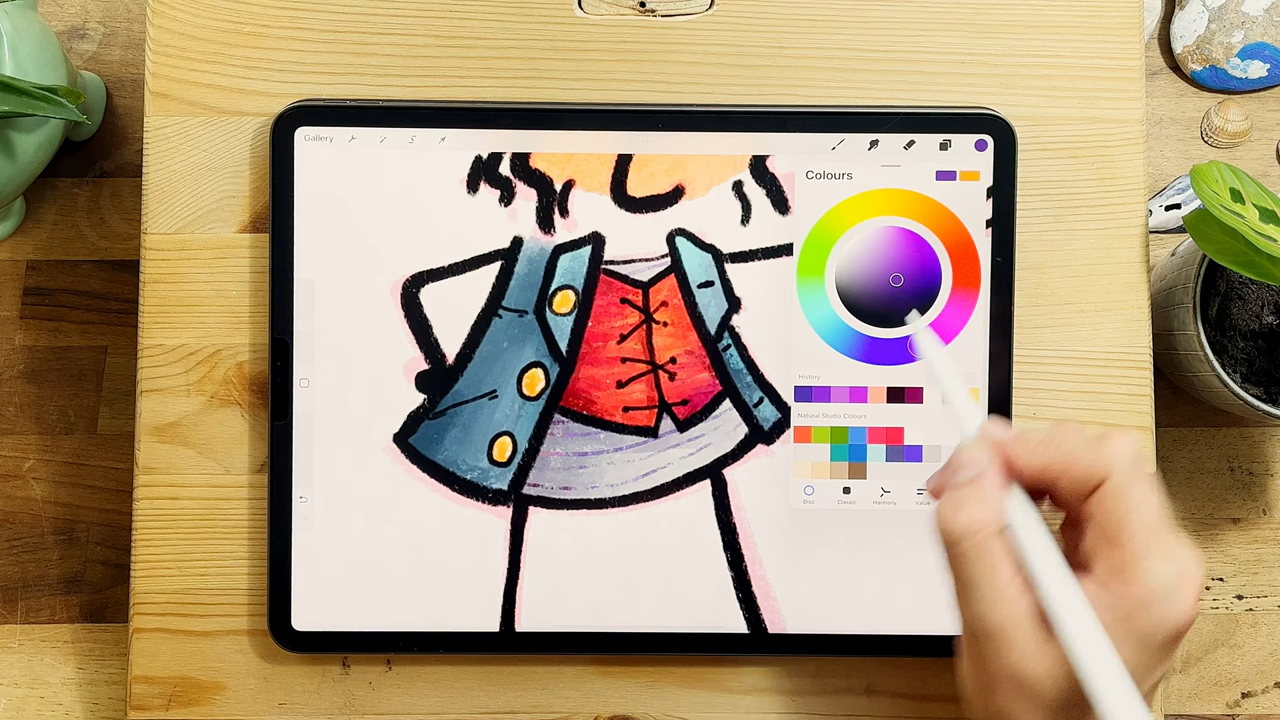 Gallery
Colours
History
Natural Studio Colours
Disc
Classic
Harmony
Value